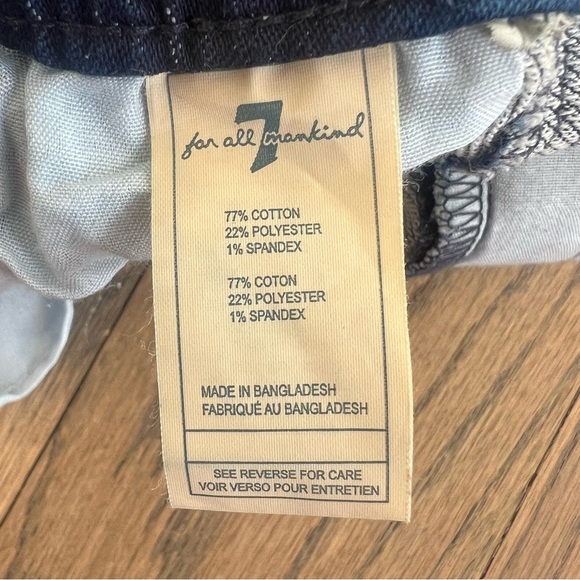 7
for all mankind
77% COTTON
22% POLYESTER
1% SPANDEX
77% COTON
22% POLYESTER
1% SPANDEX
MADE IN BANGLADESH
FABRIQUÉ AU BANGLADESH
SEE REVERSE FOR CARE
VOIR VERSO POUR ENTRETIEN